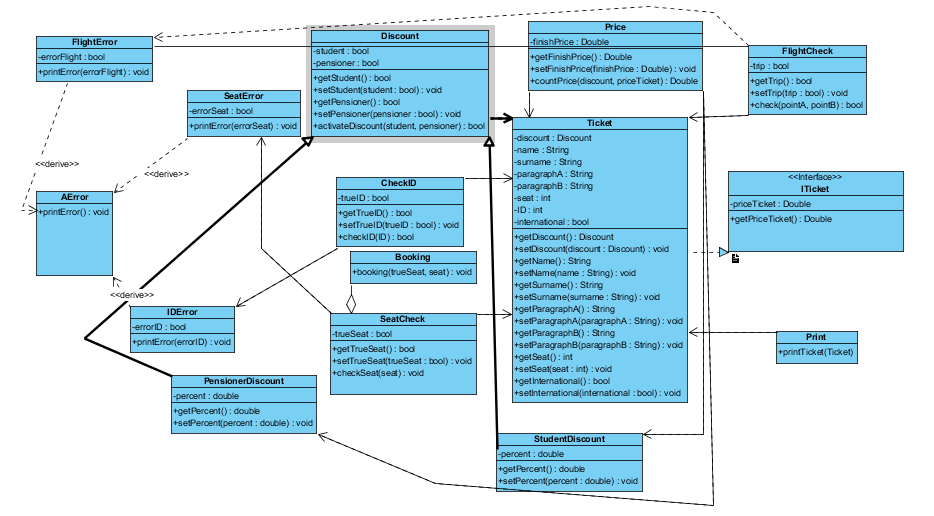 FlightError
-errorFlight : bool
+printError(errorFlight) : void
SeatError
-errorSeat : bool
+printError(errorSeat) : void
Discount
-student : bool
-pensioner : bool
+getStudent() : bool
+setStudent(student : bool) : void
+getPensioner() : bool
+setPensioner(pensioner : bool) : void
+activateDiscount(student, pensioner) : bool
Price
-finishPrice : Double
+getFinishPrice() : Double
+setFinishPrice(finishPrice : Double) : void
+countPrice(discount, priceTicket) : Double
FlightCheck
-trip : bool
+getTrip() : bool
+setTrip(trip : bool) : void
+check(pointA, pointB) : bool
<<derive>>
<<derive>>
AError
+printError() : void
<<derive>>
CheckID
-trueID : bool
+getTrueID() : bool
+setTrueID(trueID : bool) : void
+checkID(ID) : bool
Booking
+booking(trueSeat, seat) : void
Ticket
-discount : Discount
-name : String
-surname : String
-paragraphA : String
-paragraphB : String
-seat : int
-ID : int
-international : bool
+getDiscount() : Discount
+setDiscount(discount : Discount) : void
+getName() : String
+setName(name : String) : void
+getSurname() : String
+setSurname(surname : String) : void
+getParagraphA() : String
+setParagraphA(paragraphA : String) : void
+getParagraphB() : String
+setParagraphB(paragraphB : String) : void
+getSeat() : int
+setSeat(seat : int) : void
+getInternational() : bool
+setInternational(international : bool) : void
<<Interface>>
ITicket
-priceTicket : Double
+getPriceTicket() : Double
IDError
-errorID : bool
+printError(errorID) : void
SeatCheck
-trueSeat : bool
+getTrueSeat() : bool
+setTrueSeat(trueSeat : bool) : void
+checkSeat(seat) : void
Print
+printTicket(Ticket)
PensionerDiscount
-percent : double
+getPercent() : double
+setPercent(percent : double) : void
StudentDiscount
-percent : double
+getPercent() : double
+setPercent(percent : double) : void